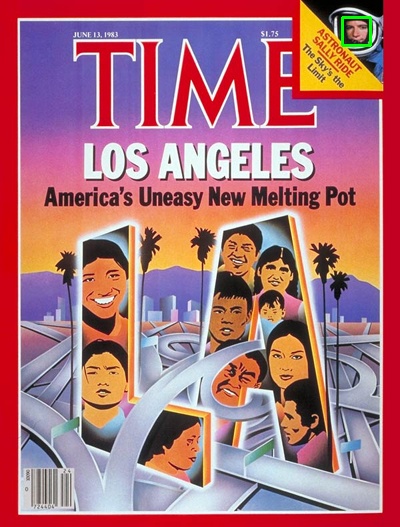 JUNE 13, 1983
$1.75
TIME
ASTRONAUT
SALLY RIDE
The Sky's the
Limit
LOS ANGELES
America's Uneasy New Melting Pot
LA
724404